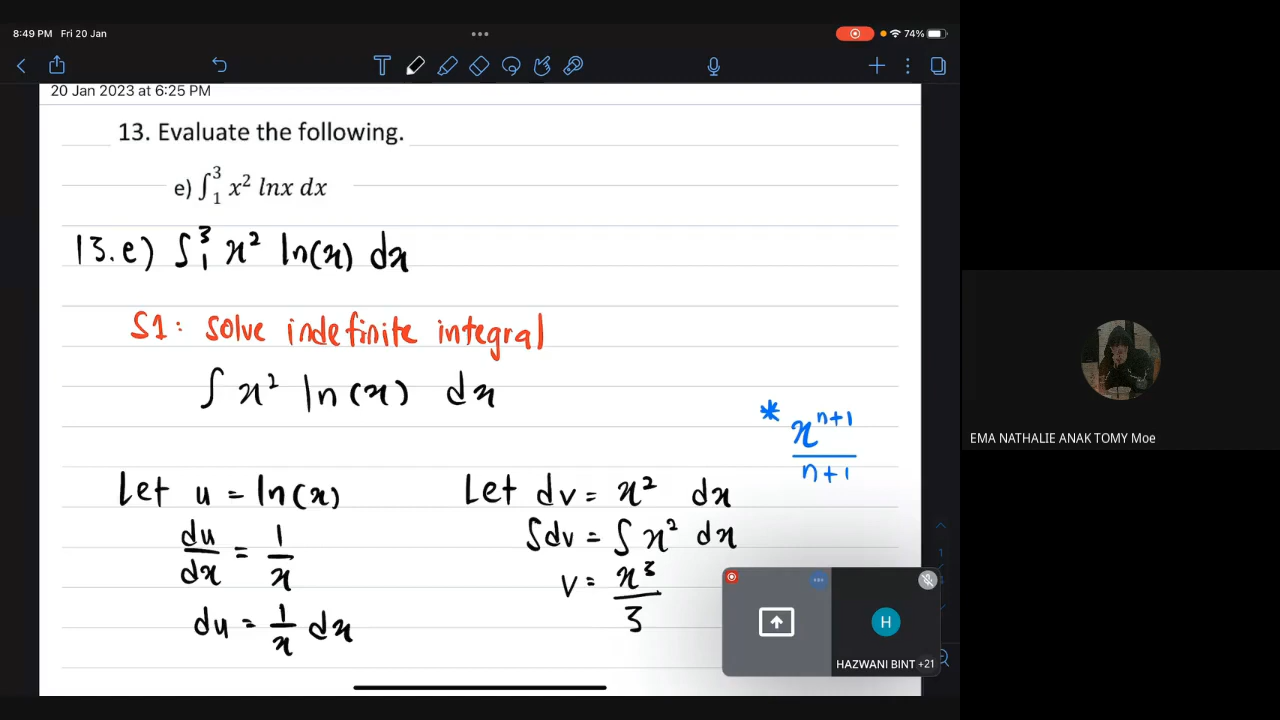 8:49 PM Fri 20 Jan
74%
20 Jan 2023 at 6:25 PM
13. Evaluate the following.
e) ∫₁³ x² lnx dx
13.e) ∫₁³ x² ln(x) dx
S1: solve indefinite integral
∫ x² ln(x) dx
* xⁿ⁺¹
n+1
Let u = ln(x)
du/dx = 1/x
du = 1/x dx
Let dv = x² dx
∫dv = ∫ x² dx
v = x³/3
H
HAZWANI BINT +21
EMA NATHALIE ANAK TOMY Moe